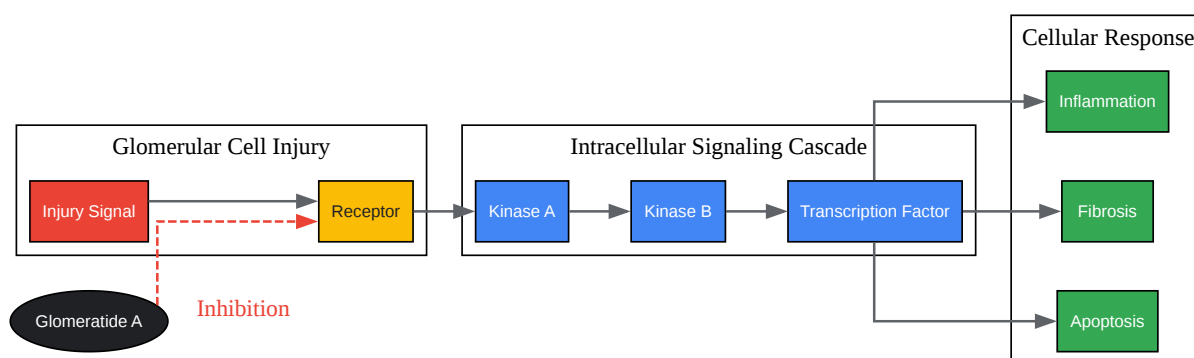 Cellular Response
Inflammation
Glomerular Cell Injury
Intracellular Signaling Cascade
Injury Signal
Receptor
Kinase A
Kinase B
Transcription Factor
Fibrosis
Glomeratide A
Inhibition
Apoptosis